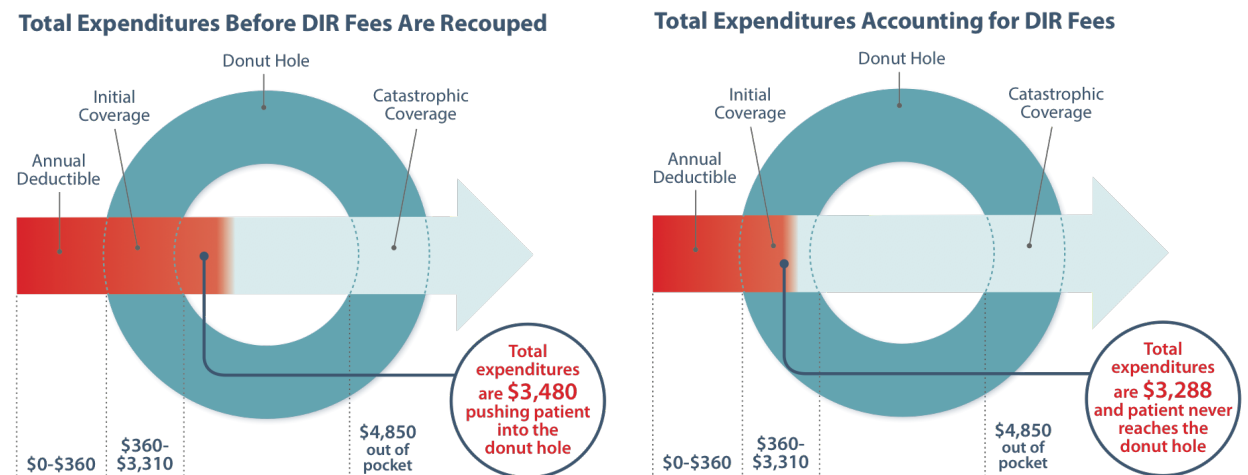 Total Expenditures Before DIR Fees Are Recouped
Donut Hole
Initial
Coverage
Catastrophic
Coverage
Annual
Deductible
Total
expenditures
are $3,480
pushing patient
into the
donut hole
$0-$360
$360-
$3,310
$4,850
out of
pocket
Total Expenditures Accounting for DIR Fees
Donut Hole
Initial
Coverage
Catastrophic
Coverage
Annual
Deductible
Total
expenditures
are $3,288
and patient never
reaches the
donut hole
$0-$360
$360-
$3,310
$4,850
out of
pocket